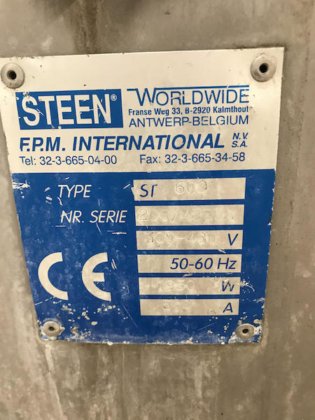 STEEN® WORLDWIDE
Franse Weg 33, B-2920 Kalmthout
ANTWERP-BELGIUM
F.P.M. INTERNATIONAL N.V. S.A.
Tel: 32-3-665-04-00 Fax: 32-3-665-34-58
TYPE ST
NR. SERIE
V
50-60 Hz
CE W
A